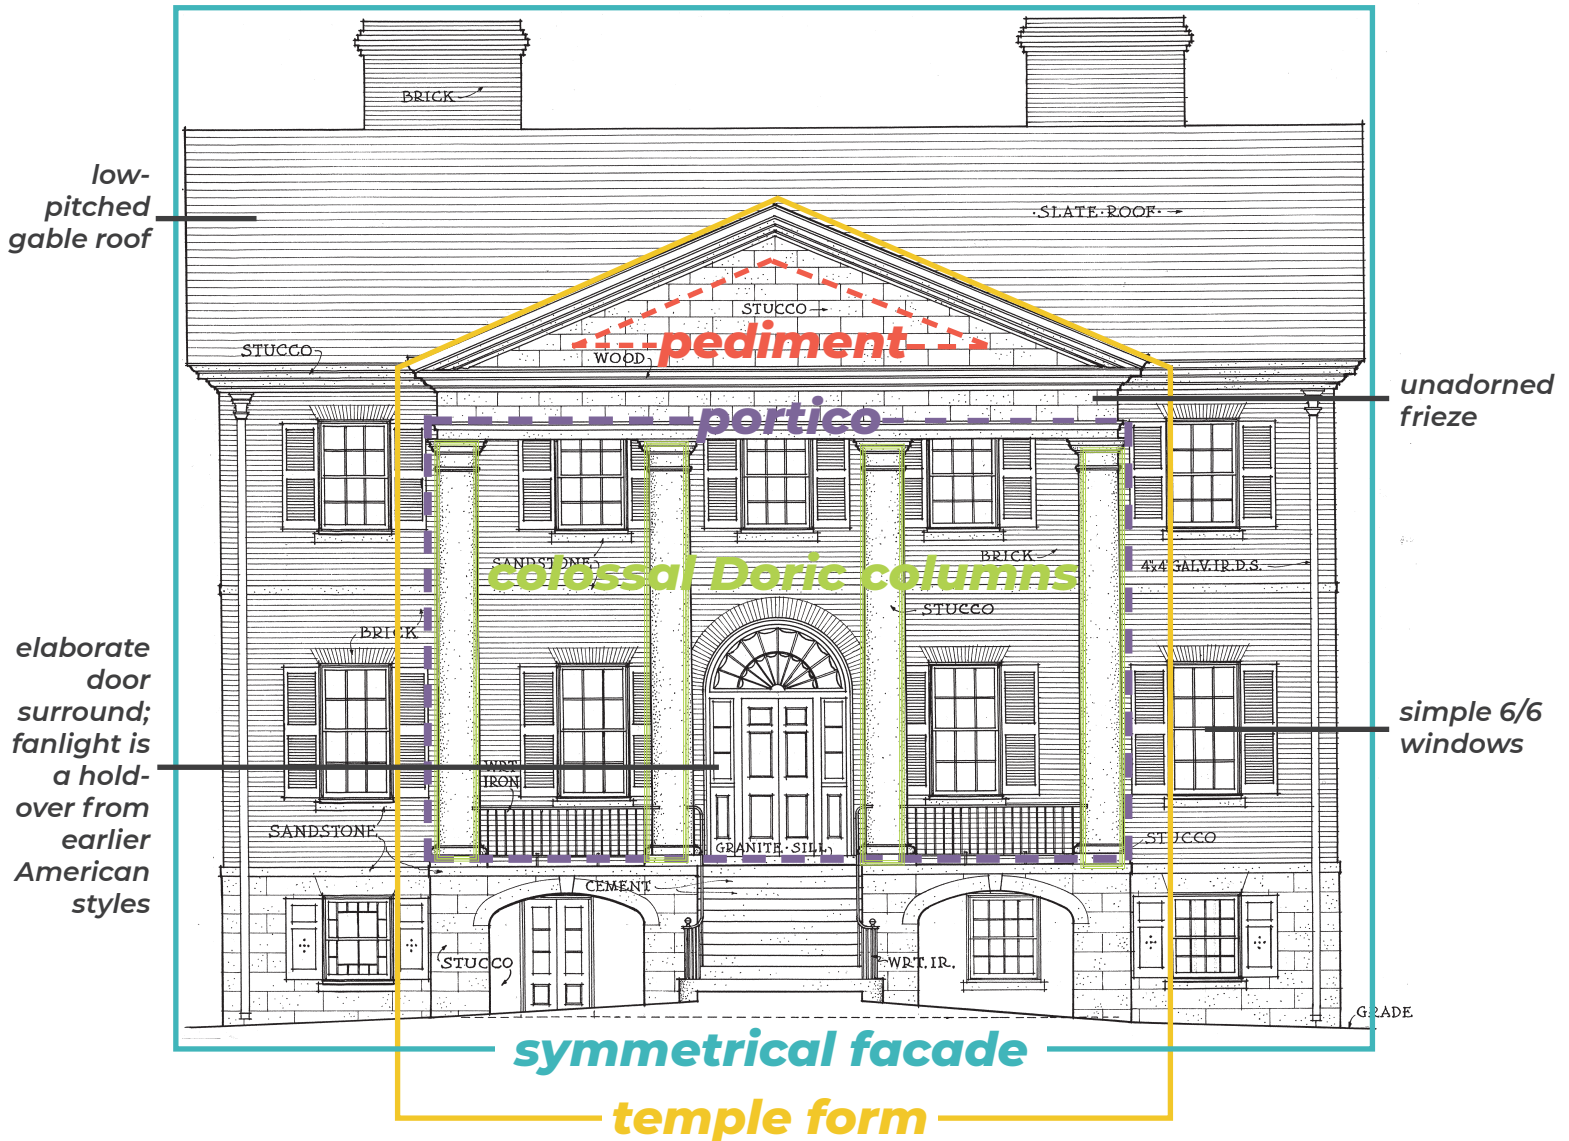 BRICK
low-
pitched
gable roof
·SLATE·ROOF·
STUCCO
pediment
STUCCO
WOOD
unadorned
frieze
portico
SANDSTONE
BRICK
colossal Doric columns
4"x4" GALV. IR. D.S.
STUCCO
BRICK
elaborate
door
surround;
fanlight is
a hold-
over from
earlier
American
styles
simple 6/6
windows
WRT.
IRON
SANDSTONE
STUCCO
GRANITE·SILL
CEMENT
STUCCO
WRT. IR.
GRADE
symmetrical facade
temple form